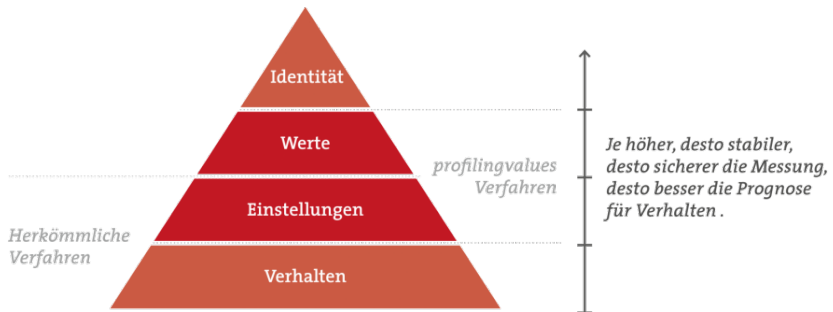 Identität
Werte
Einstellungen
Verhalten
Herkömmliche
Verfahren
profilingvalues
Verfahren
Je höher, desto stabiler,
desto sicherer die Messung,
desto besser die Prognose
für Verhalten .